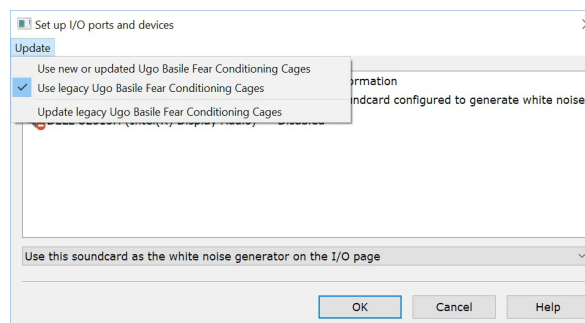 Set up I/O ports and devices
Update
Use new or updated Ugo Basile Fear Conditioning Cages
Use legacy Ugo Basile Fear Conditioning Cages
Update legacy Ugo Basile Fear Conditioning Cages
ormation
ndcard configured to generate white noise
Use this soundcard as the white noise generator on the I/O page
OK Cancel Help